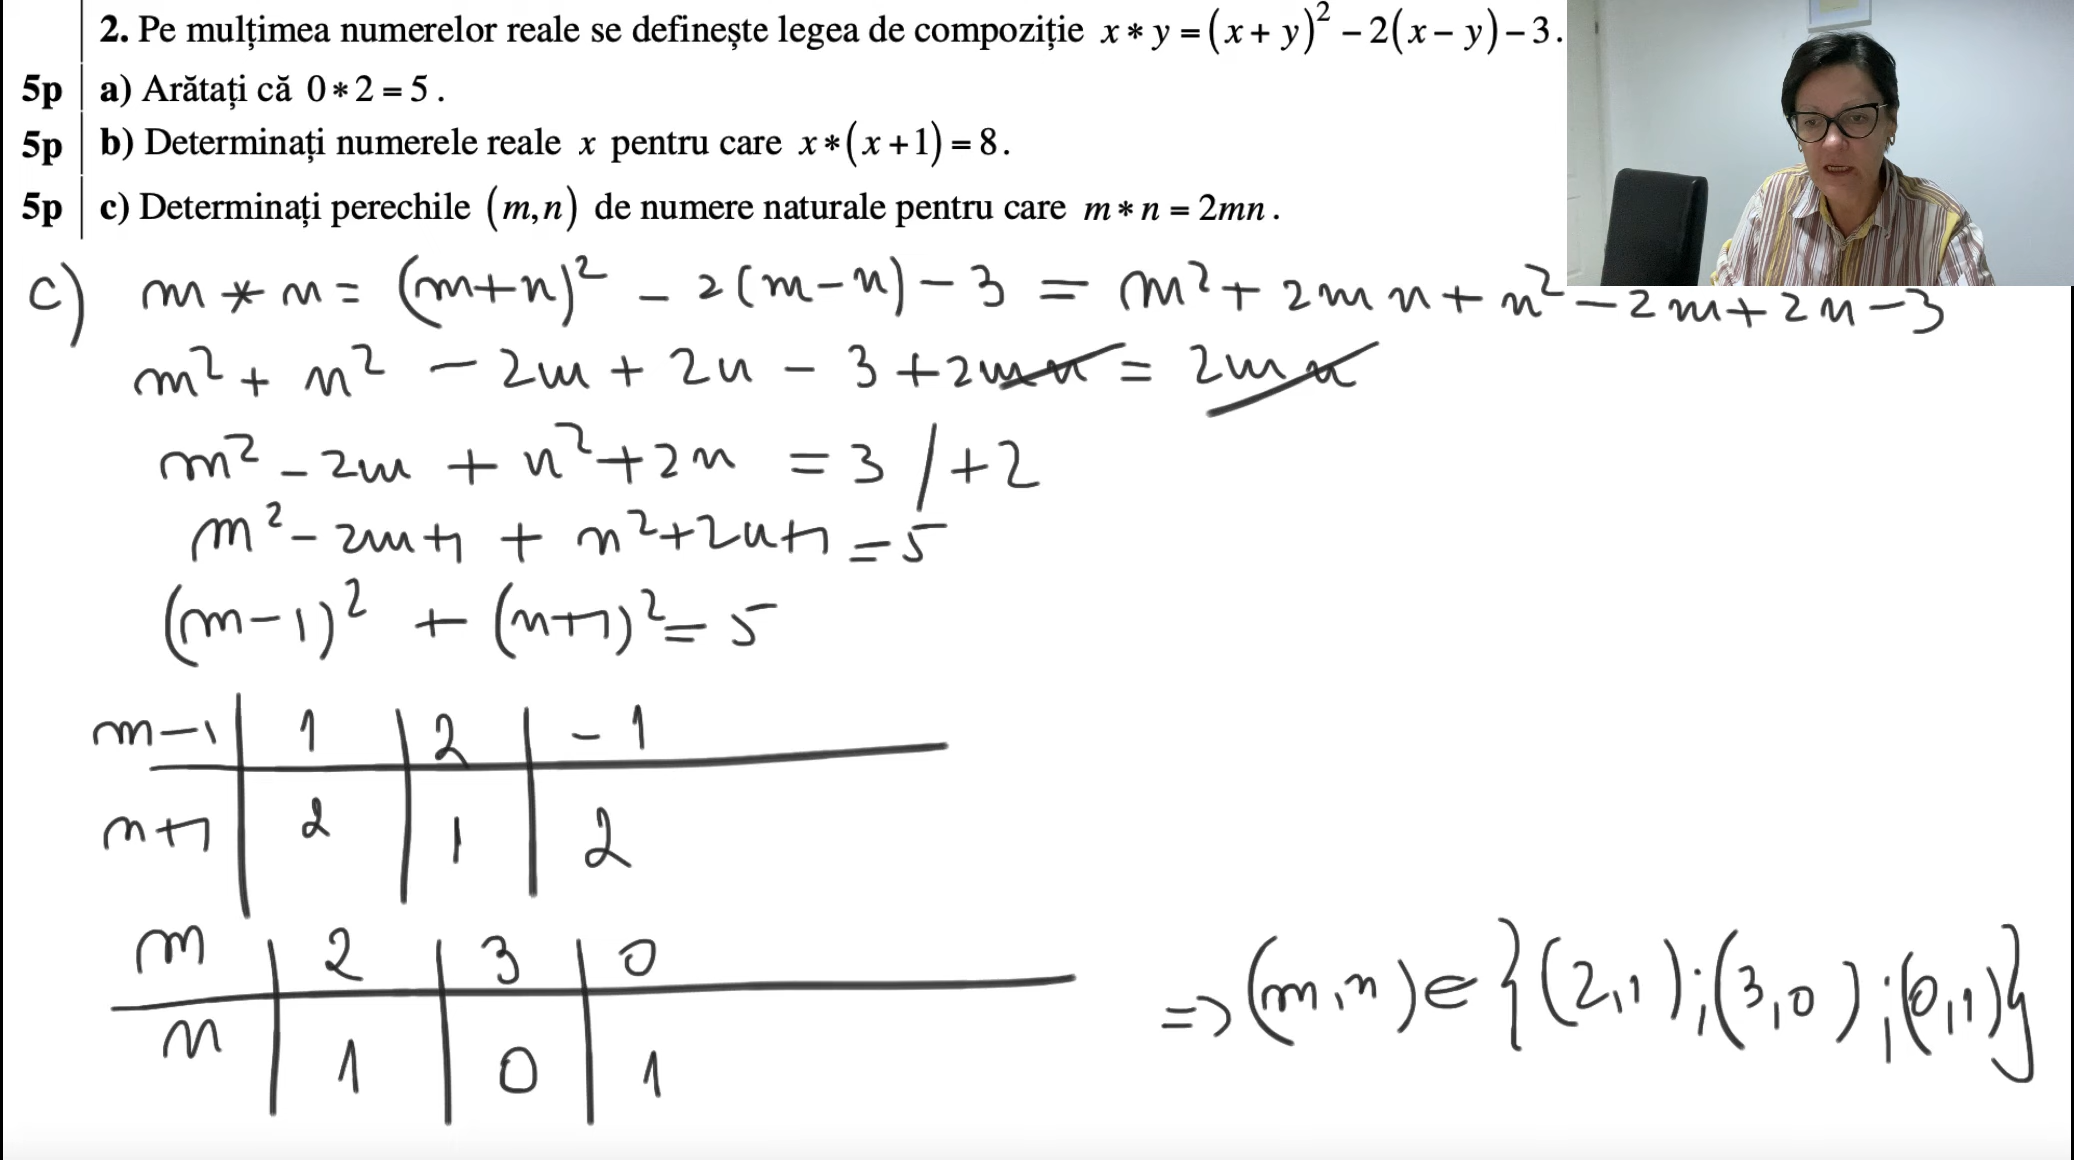 2. Pe mulțimea numerelor reale se definește legea de compoziție x * y = (x + y)² − 2(x − y) − 3.
5p a) Arătați că 0 * 2 = 5.
5p b) Determinați numerele reale x pentru care x * (x + 1) = 8.
5p c) Determinați perechile (m, n) de numere naturale pentru care m * n = 2mn.
c) m * n = (m+n)² − 2(m−n) − 3 = m² + 2mn + n² − 2m + 2n − 3
m² + n² − 2m + 2n − 3 + 2mn = 2mn
m² − 2m + n² + 2n = 3 / +2
m² − 2m + 1 + n² + 2n + 1 = 5
(m−1)² + (n+1)² = 5
m−1 | 1 | 2 | −1
n+1 | 2 | 1 | 2
m | 2 | 3 | 0
n | 1 | 0 | 1
=> (m,n) ∈ {(2,1);(3,0);(0,1)}